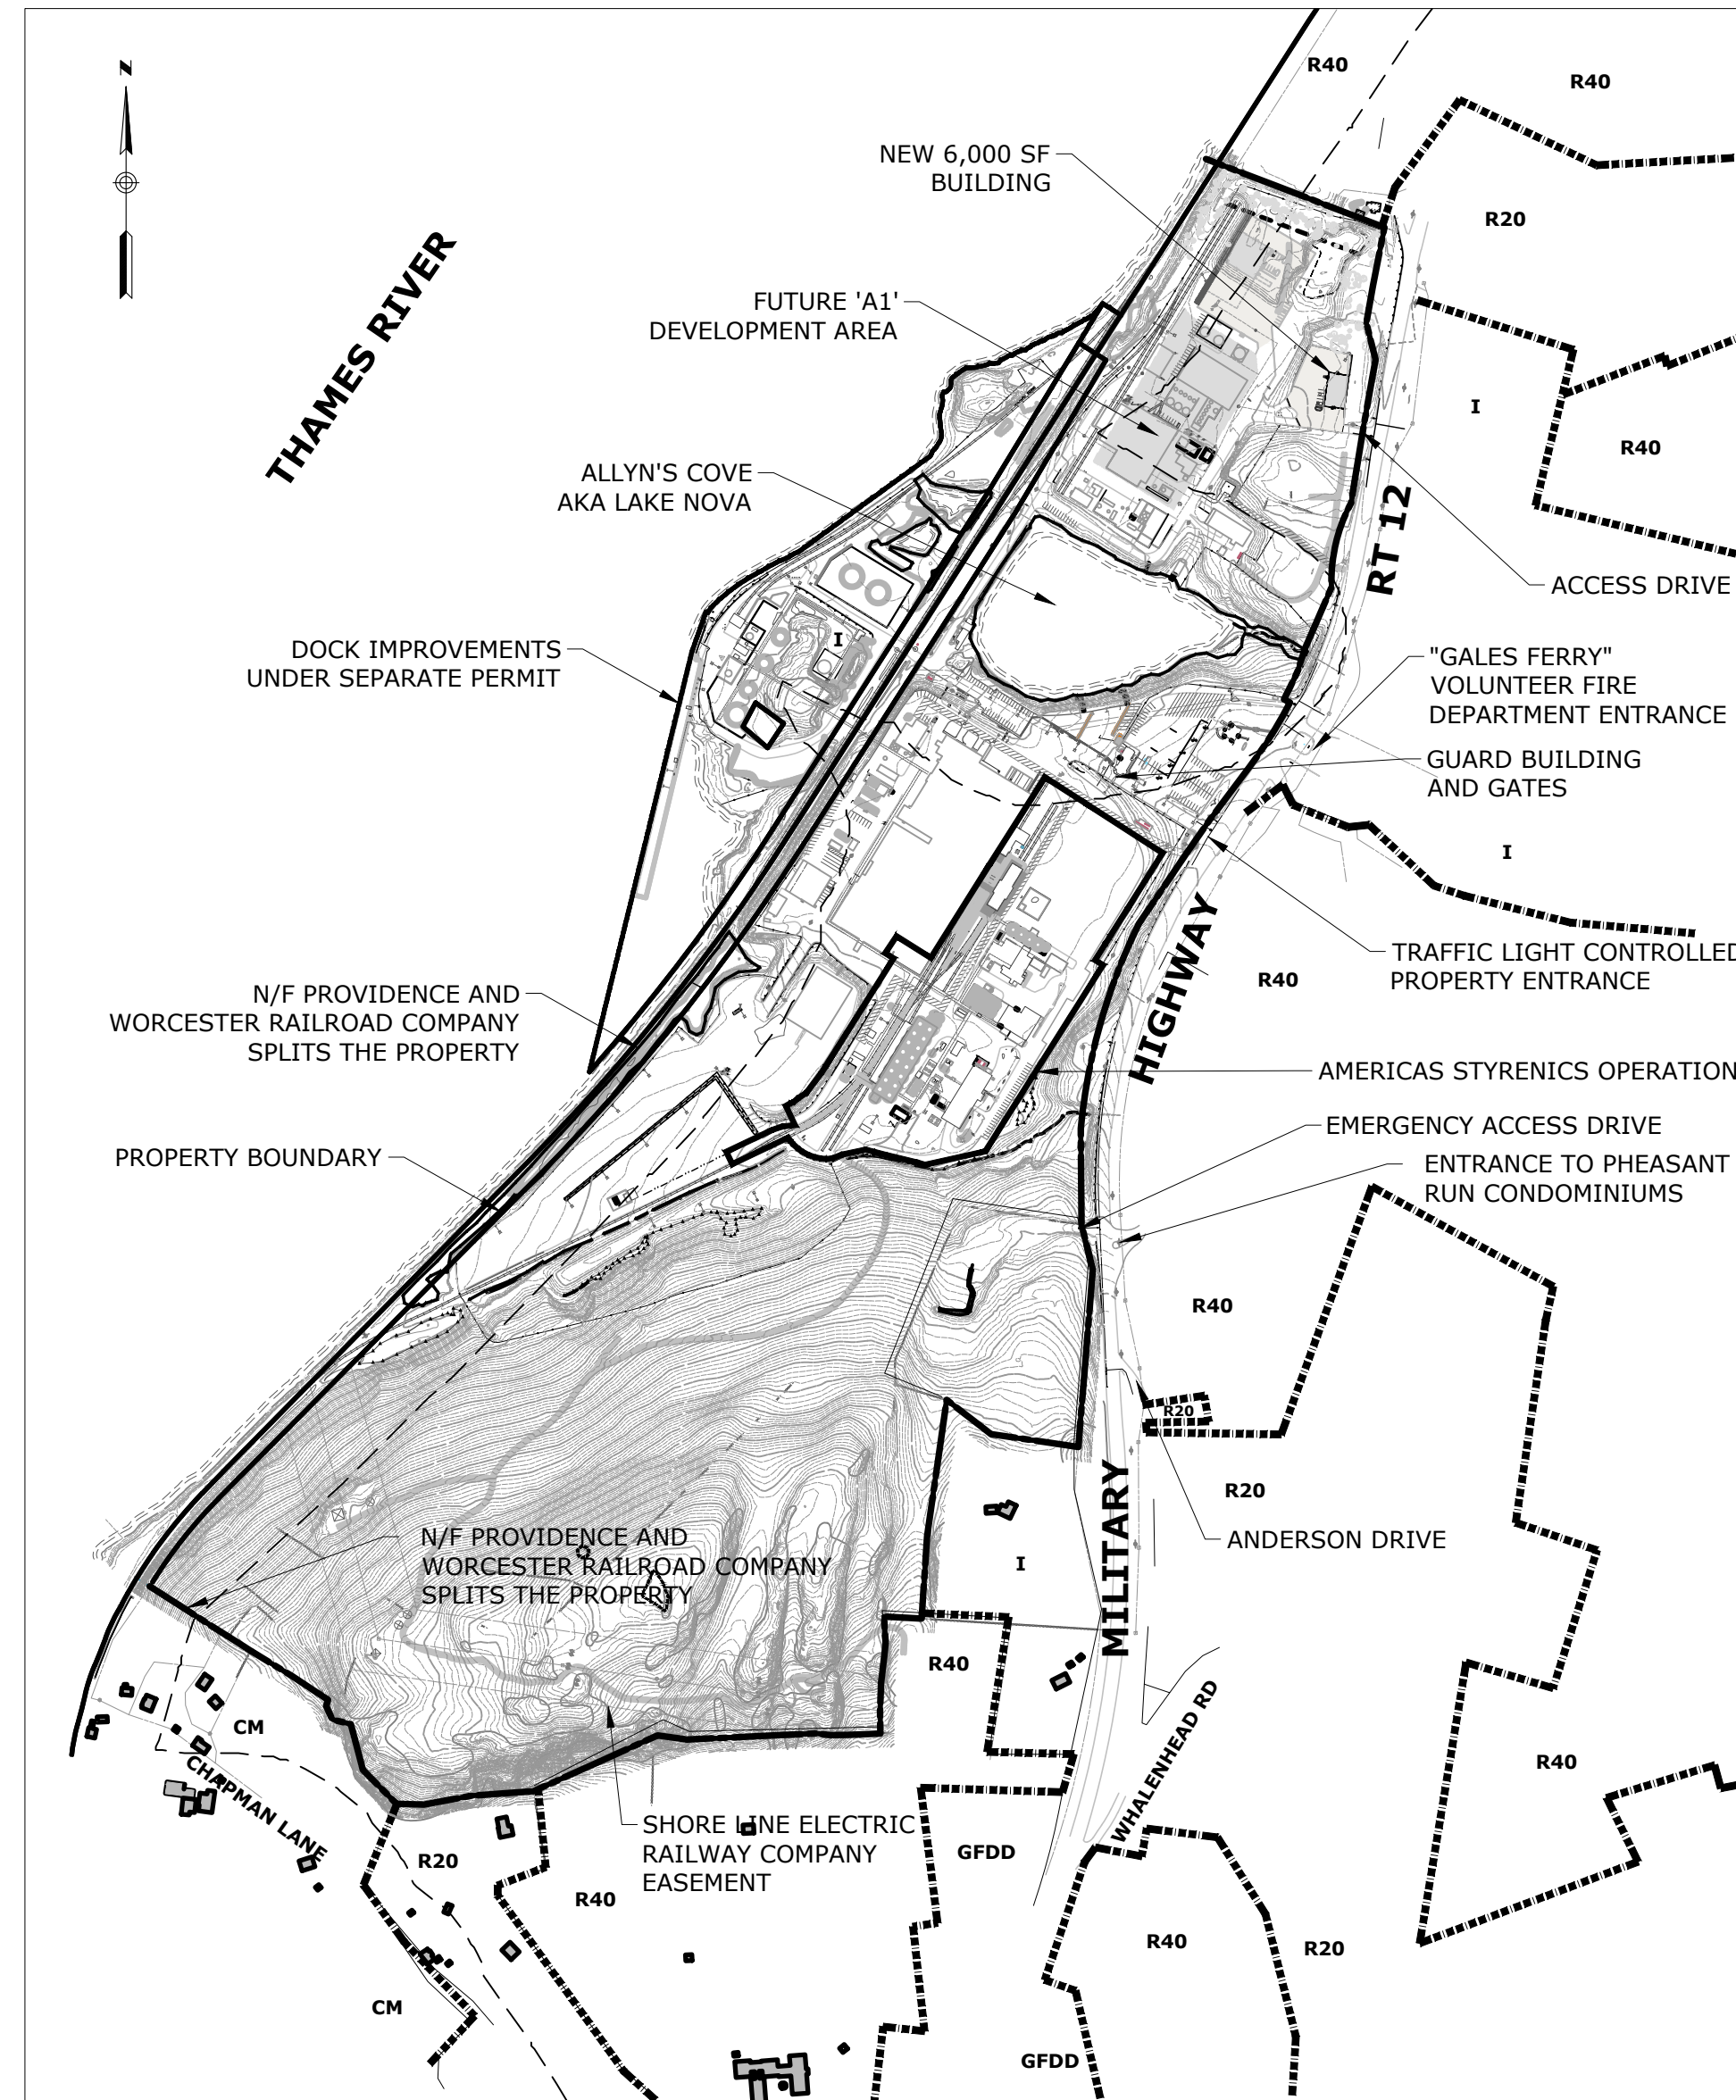 N
R40
R40
NEW 6,000 SF
BUILDING
R20
THAMES RIVER
FUTURE 'A1'
DEVELOPMENT AREA
I
R40
ALLYN'S COVE
AKA LAKE NOVA
RT 12
ACCESS DRIVE
I
DOCK IMPROVEMENTS
UNDER SEPARATE PERMIT
"GALES FERRY"
VOLUNTEER FIRE
DEPARTMENT ENTRANCE
GUARD BUILDING
AND GATES
I
TRAFFIC LIGHT CONTROLLED
PROPERTY ENTRANCE
R40
HIGHWAY
N/F PROVIDENCE AND
WORCESTER RAILROAD COMPANY
SPLITS THE PROPERTY
AMERICAS STYRENICS OPERATION
EMERGENCY ACCESS DRIVE
PROPERTY BOUNDARY
ENTRANCE TO PHEASANT
RUN CONDOMINIUMS
R40
R20
R20
MILITARY
ANDERSON DRIVE
N/F PROVIDENCE AND
WORCESTER RAILROAD COMPANY
SPLITS THE PROPERTY
I
R40
WHALENHEAD RD
CM
R40
CHAPMAN LANE
SHORE LINE ELECTRIC
RAILWAY COMPANY
EASEMENT
GFDD
R20
R40
R40
R20
CM
GFDD